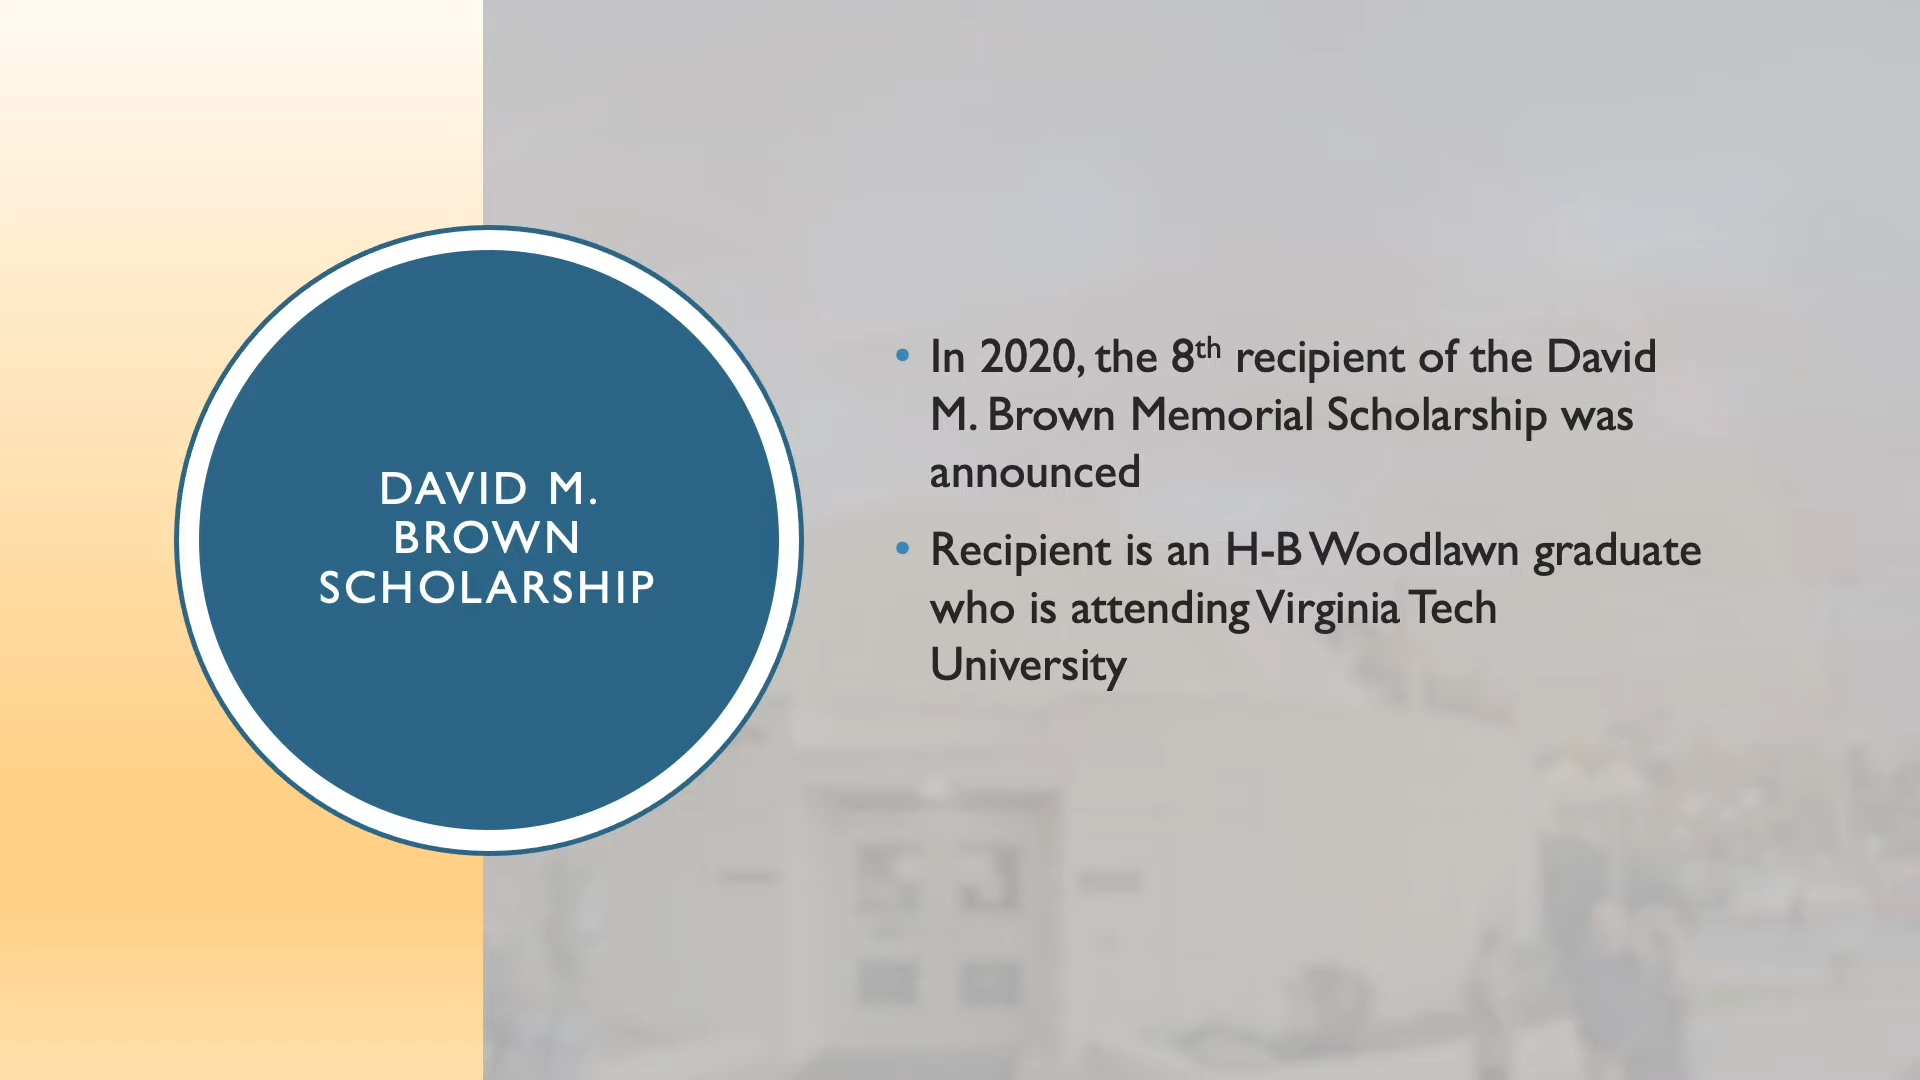 DAVID M.
BROWN
SCHOLARSHIP
• In 2020, the 8th recipient of the David
M. Brown Memorial Scholarship was
announced
• Recipient is an H-B Woodlawn graduate
who is attending Virginia Tech
University